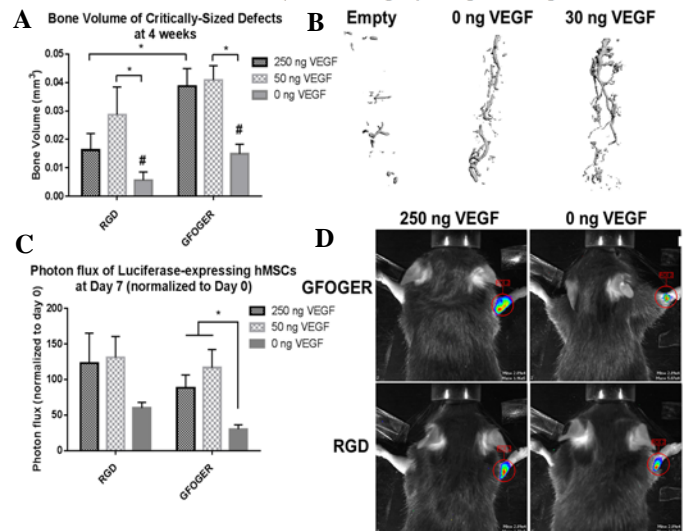 A
Bone Volume of Critically-Sized Defects
at 4 weeks
Bone Volume (mm³)
0.05
0.04
0.03
0.02
0.01
0.00
*
*
*
#
#
RGD
GFOGER
250 ng VEGF
50 ng VEGF
0 ng VEGF
B
Empty
0 ng VEGF
30 ng VEGF
C
Photon flux of Luciferase-expressing hMSCs
at Day 7 (normalized to Day 0)
Photon flux (normalized to day 0)
200
150
100
50
0
*
RGD
GFOGER
250 ng VEGF
50 ng VEGF
0 ng VEGF
D
250 ng VEGF
0 ng VEGF
GFOGER
RGD